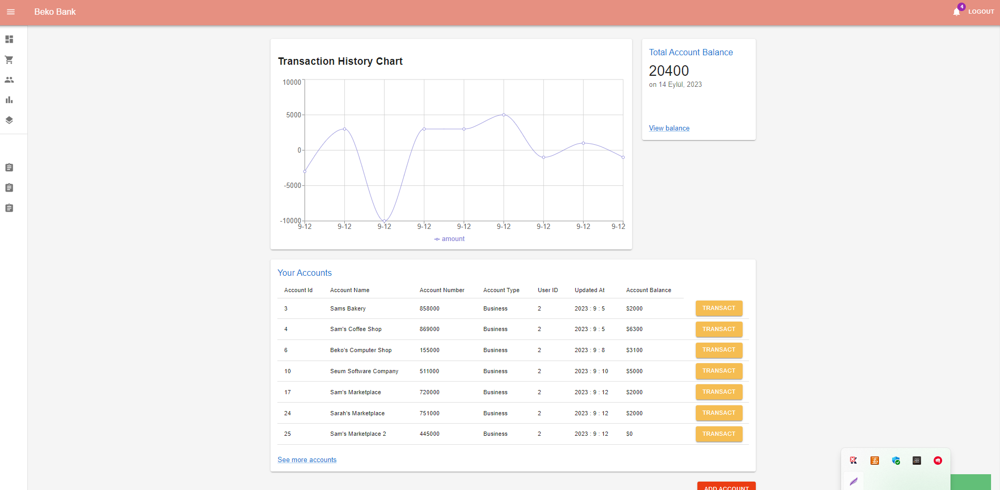 Beko Bank
4
LOGOUT
Transaction History Chart
10000
5000
0
-5000
-10000
9-12 9-12 9-12 9-12 9-12 9-12 9-12 9-12 9-12
amount
Total Account Balance
20400
on 14 Eylül, 2023
View balance
Your Accounts
Account Id Account Name Account Number Account Type User ID Updated At Account Balance
3 Sams Bakery 858000 Business 2 2023 : 9 : 5 $2000 TRANSACT
4 Sam's Coffee Shop 869000 Business 2 2023 : 9 : 5 $6300 TRANSACT
6 Beko's Computer Shop 155000 Business 2 2023 : 9 : 8 $3100 TRANSACT
10 Seum Software Company 511000 Business 2 2023 : 9 : 10 $5000 TRANSACT
17 Sam's Marketplace 720000 Business 2 2023 : 9 : 12 $2000 TRANSACT
24 Sarah's Marketplace 751000 Business 2 2023 : 9 : 12 $2000 TRANSACT
25 Sam's Marketplace 2 445000 Business 2 2023 : 9 : 12 $0 TRANSACT
See more accounts
ADD ACCOUNT